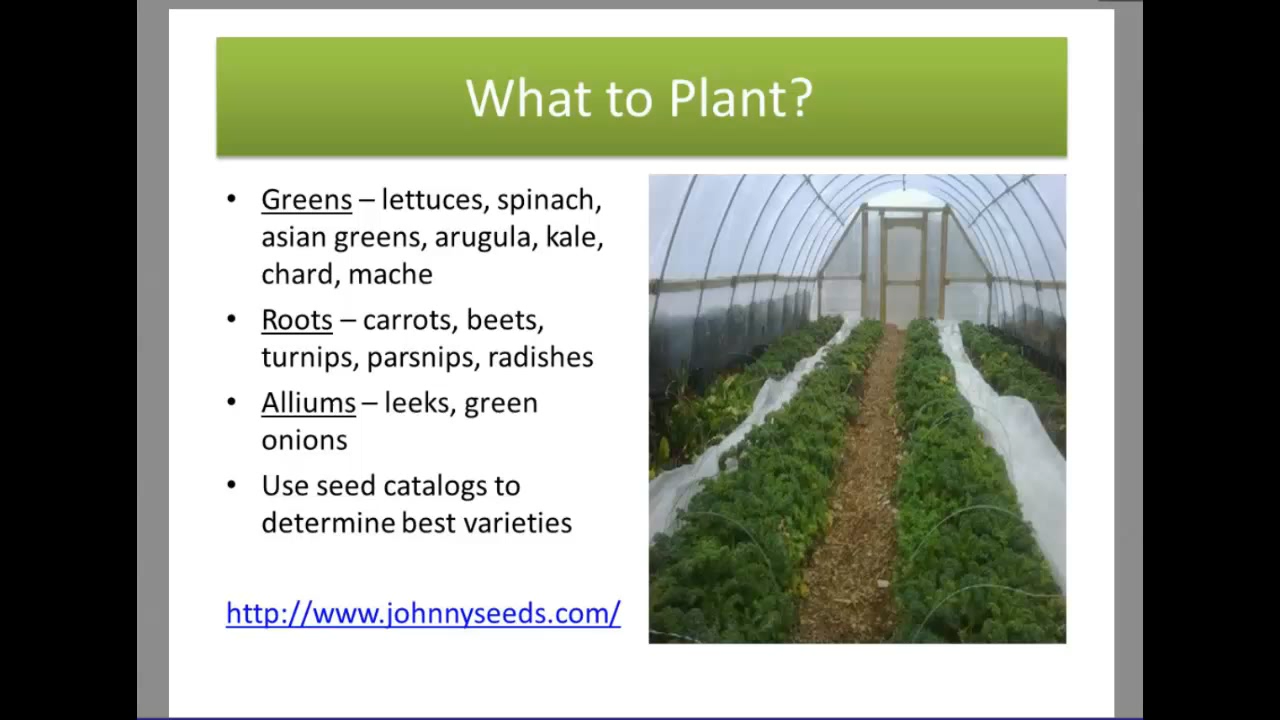 What to Plant?
• Greens – lettuces, spinach,
asian greens, arugula, kale,
chard, mache
• Roots – carrots, beets,
turnips, parsnips, radishes
• Alliums – leeks, green
onions
• Use seed catalogs to
determine best varieties
http://www.johnnyseeds.com/